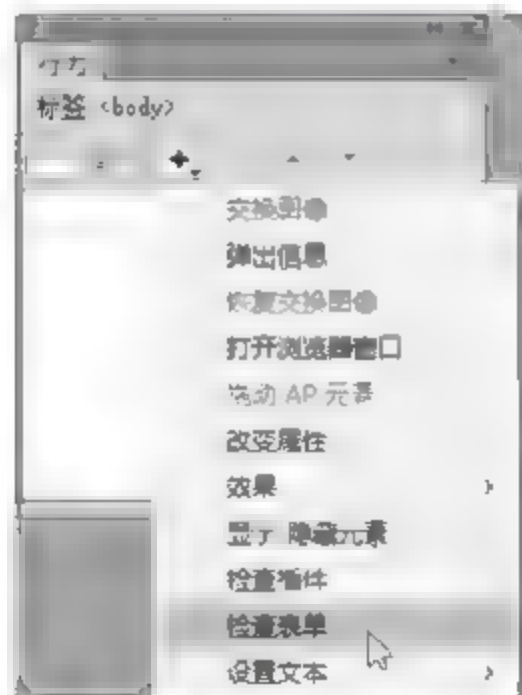 行为
标签 <body>
交换图像
弹出信息
恢复交换图像
打开浏览器窗口
拖动 AP 元素
改变属性
效果
显示-隐藏元素
检查插件
检查表单
设置文本